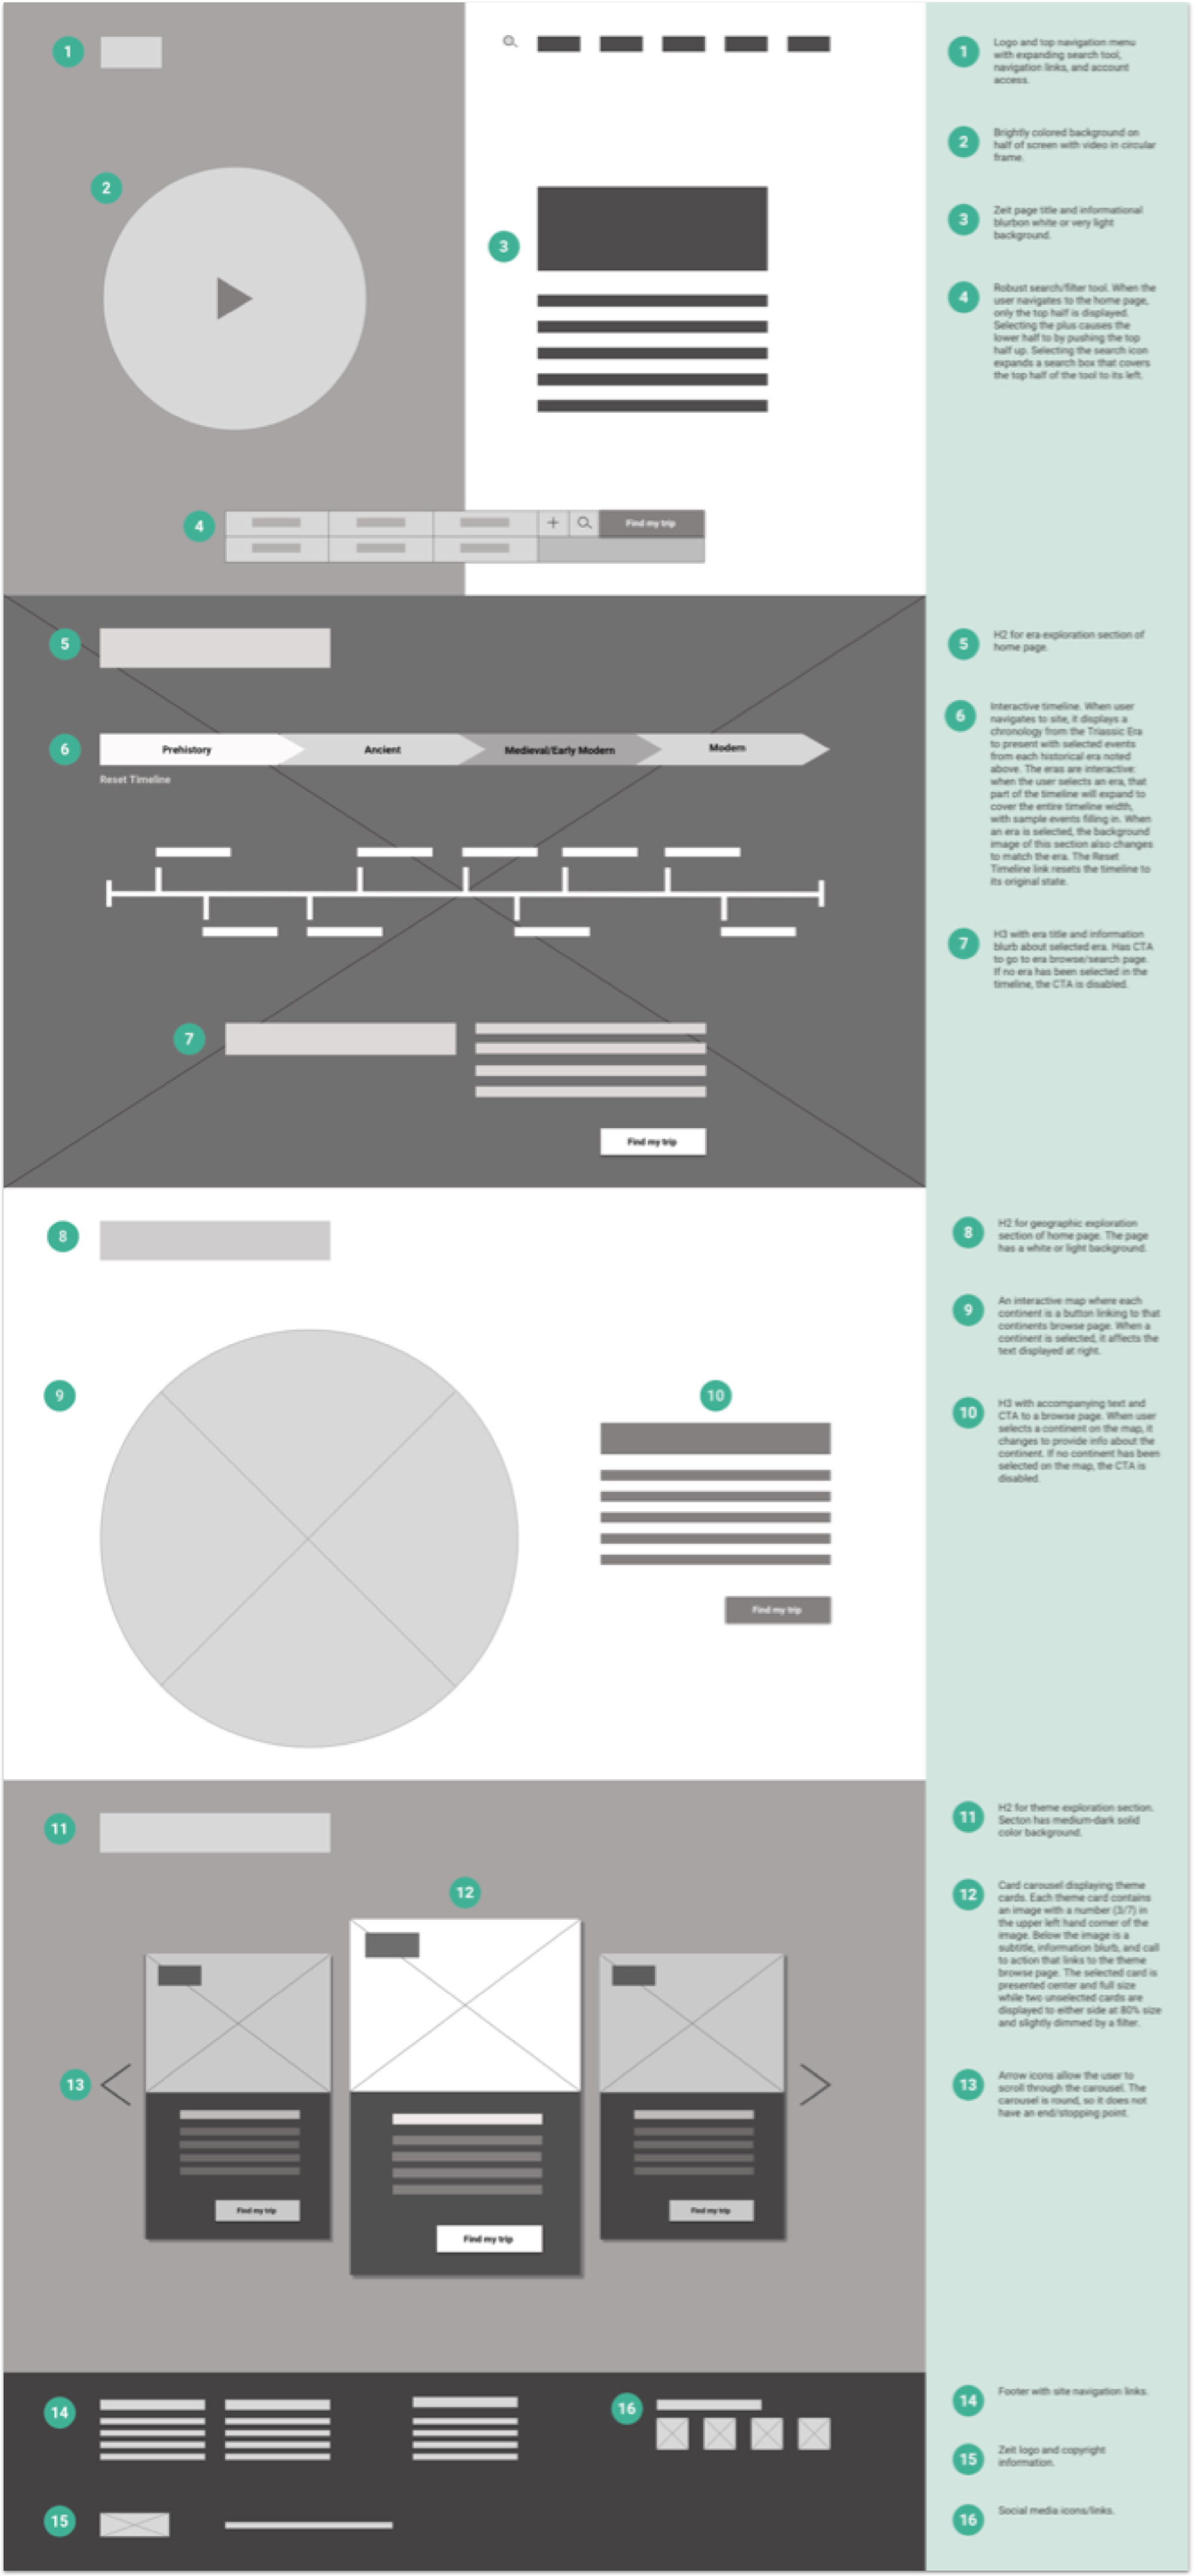 1
2
3
4
+
Find my trip
5
6
Prehistory
Ancient
Medieval/Early Modern
Modern
Reset Timeline
7
Find my trip
8
9
10
Find my trip
11
12
13
Find my trip
Find my trip
Find my trip
14
16
15
1
Logo and top navigation menu
with expanding search tool,
navigation links, and account
access.
2
Brightly colored background on
half of screen with video in circular
frame.
3
Zeit page title and informational
blurbon white or very light
background.
4
Robust search/filter tool. When the
user navigates to the home page,
only the top half is displayed.
Selecting the plus causes the
lower half to by pushing the top
half up. Selecting the search icon
expands a search box that covers
the top half of the tool to its left.
5
H2 for era exploration section of
home page.
6
Interactive timeline. When user
navigates to site, it displays a
chronology from the Triassic Era
to present with selected events
from each historical era noted
above. The eras are interactive:
when the user selects an era, that
part of the timeline will expand to
cover the entire timeline width,
with sample events filling in. When
an era is selected, the background
image of this section also changes
to match the era. The Reset
Timeline link resets the timeline to
its original state.
7
H3 with era title and information
blurb about selected era. Has CTA
to go to era browse/search page.
If no era has been selected in the
timeline, the CTA is disabled.
8
H2 for geographic exploration
section of home page. The page
has a white or light background.
9
An interactive map where each
continent is a button linking to that
continents browse page. When a
continent is selected, it affects the
text displayed at right.
10
H3 with accompanying text and
CTA to a browse page. When user
selects a continent on the map, it
changes to provide info about the
continent. If no continent has been
selected on the map, the CTA is
disabled.
11
H2 for theme exploration section.
Secton has medium-dark solid
color background.
12
Card carousel displaying theme
cards. Each theme card contains
an image with a number (3/7) in
the upper left hand corner of the
image. Below the image is a
subtitle, information blurb, and call
to action that links to the theme
browse page. The selected card is
presented center and full size
while two unselected cards are
displayed to either side at 80% size
and slightly dimmed by a filter.
13
Arrow icons allow the user to
scroll through the carousel. The
carousel is round, so it does not
have an end/stopping point.
14
Footer with site navigation links.
15
Zeit logo and copyright
information.
16
Social media icons/links.